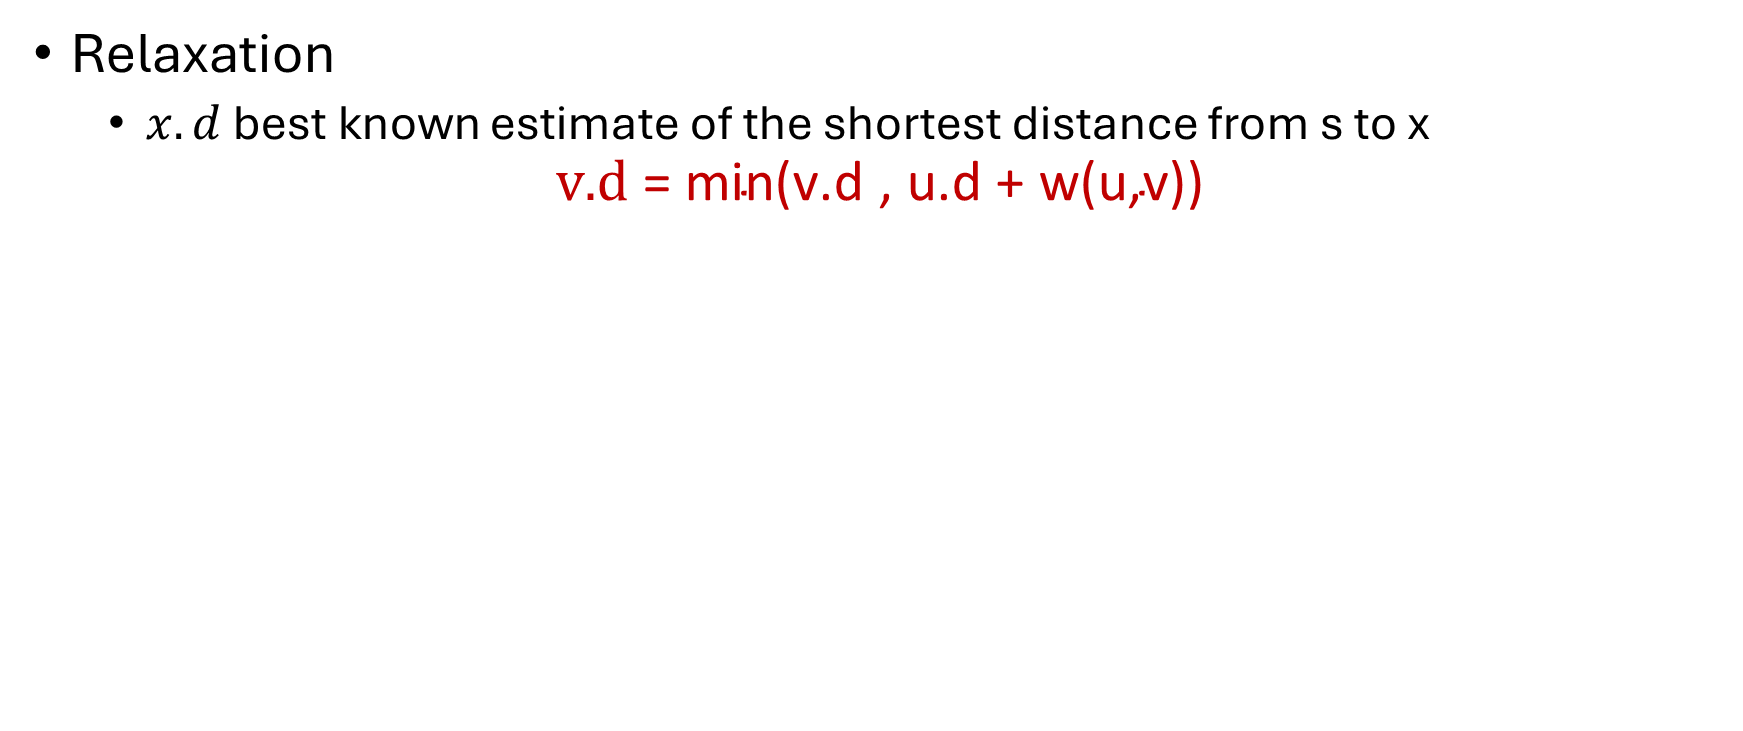 • Relaxation
• x.d best known estimate of the shortest distance from s to x
v.d = min(v.d , u.d + w(u,v))